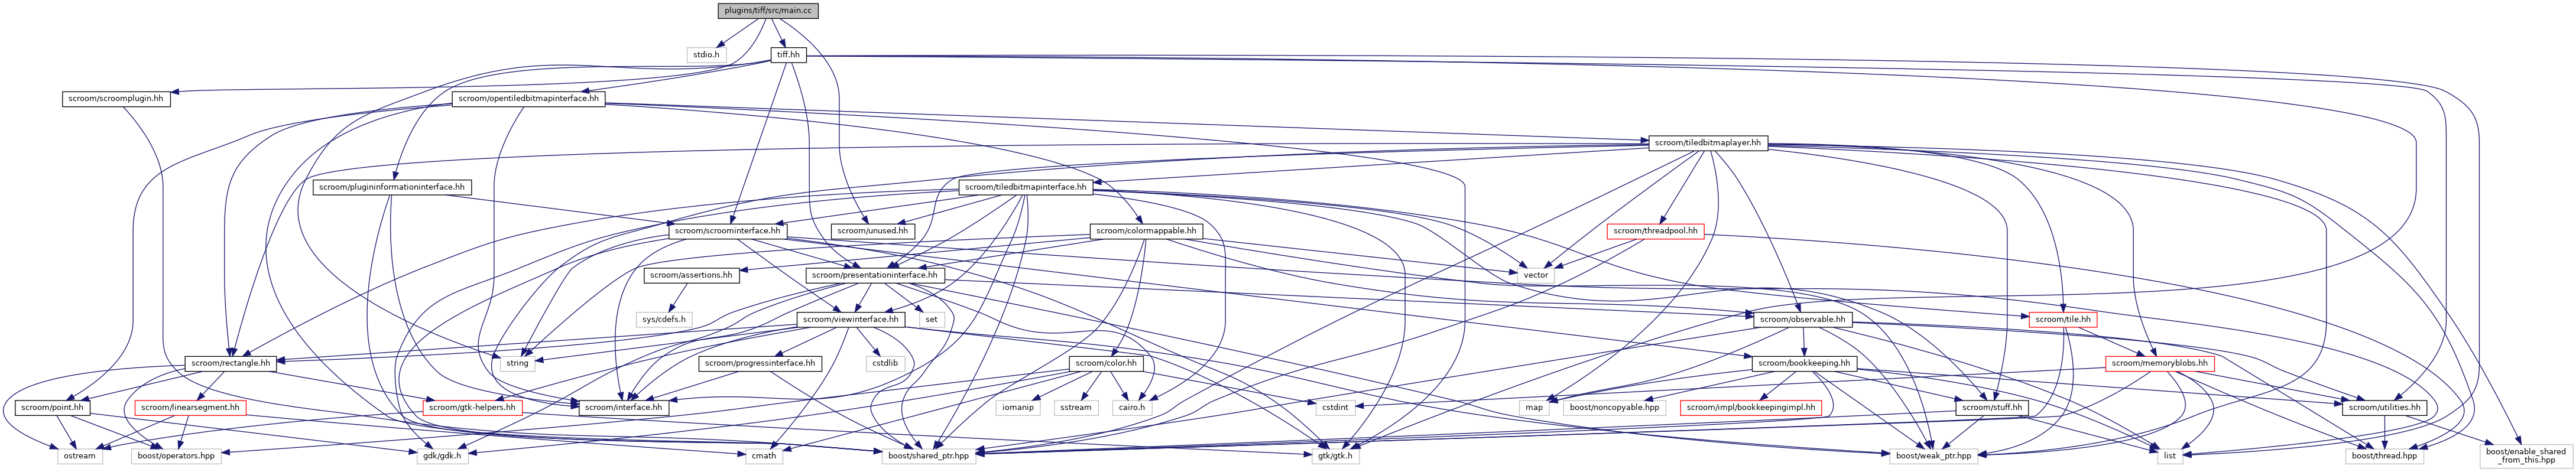 plugins/tiff/src/main.cc
stdio.h
tiff.hh
scroom/scroomplugin.hh
scroom/opentiledbitmapinterface.hh
scroom/tiledbitmaplayer.hh
scroom/plugininformationinterface.hh
scroom/tiledbitmapinterface.hh
scroom/scroominterface.hh
scroom/unused.hh
scroom/colormappable.hh
scroom/threadpool.hh
scroom/assertions.hh
scroom/presentationinterface.hh
vector
sys/cdefs.h
scroom/viewinterface.hh
set
scroom/observable.hh
scroom/tile.hh
scroom/rectangle.hh
string
scroom/progressinterface.hh
cstdlib
scroom/color.hh
scroom/bookkeeping.hh
scroom/memoryblobs.hh
scroom/point.hh
scroom/linearsegment.hh
scroom/gtk-helpers.hh
scroom/interface.hh
iomanip
sstream
cairo.h
cstdint
map
boost/noncopyable.hpp
scroom/impl/bookkeepingimpl.hh
scroom/stuff.hh
scroom/utilities.hh
ostream
boost/operators.hpp
gdk/gdk.h
cmath
boost/shared_ptr.hpp
gtk/gtk.h
boost/weak_ptr.hpp
list
boost/thread.hpp
boost/enable_shared
_from_this.hpp